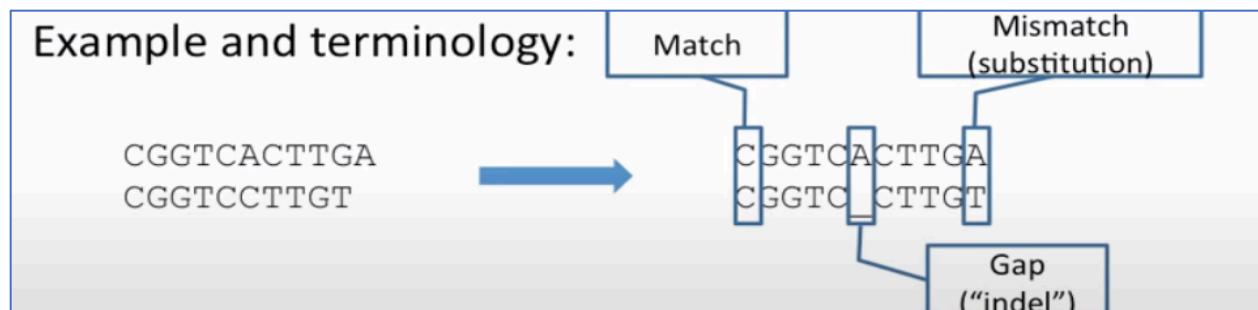 Example and terminology:
Match
Mismatch
(substitution)
CGGTCACTTGA
CGGTCCTTGT
CGGTCACTTGA
CGGTC_CTTGT
Gap
("indel")